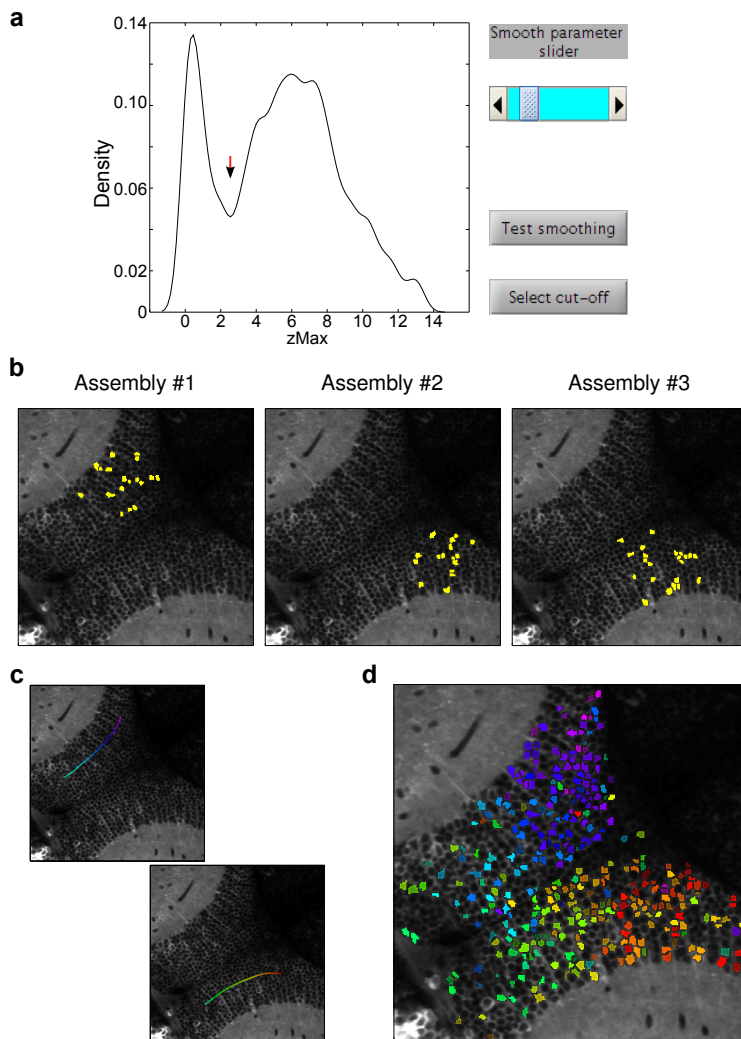 a
0.14
0.10
0.06
0.02
0
Density
0 2 4 6 8 10 12 14
zMax
Smooth parameter
slider
Test smoothing
Select cut-off
b
Assembly #1 Assembly #2 Assembly #3
c d